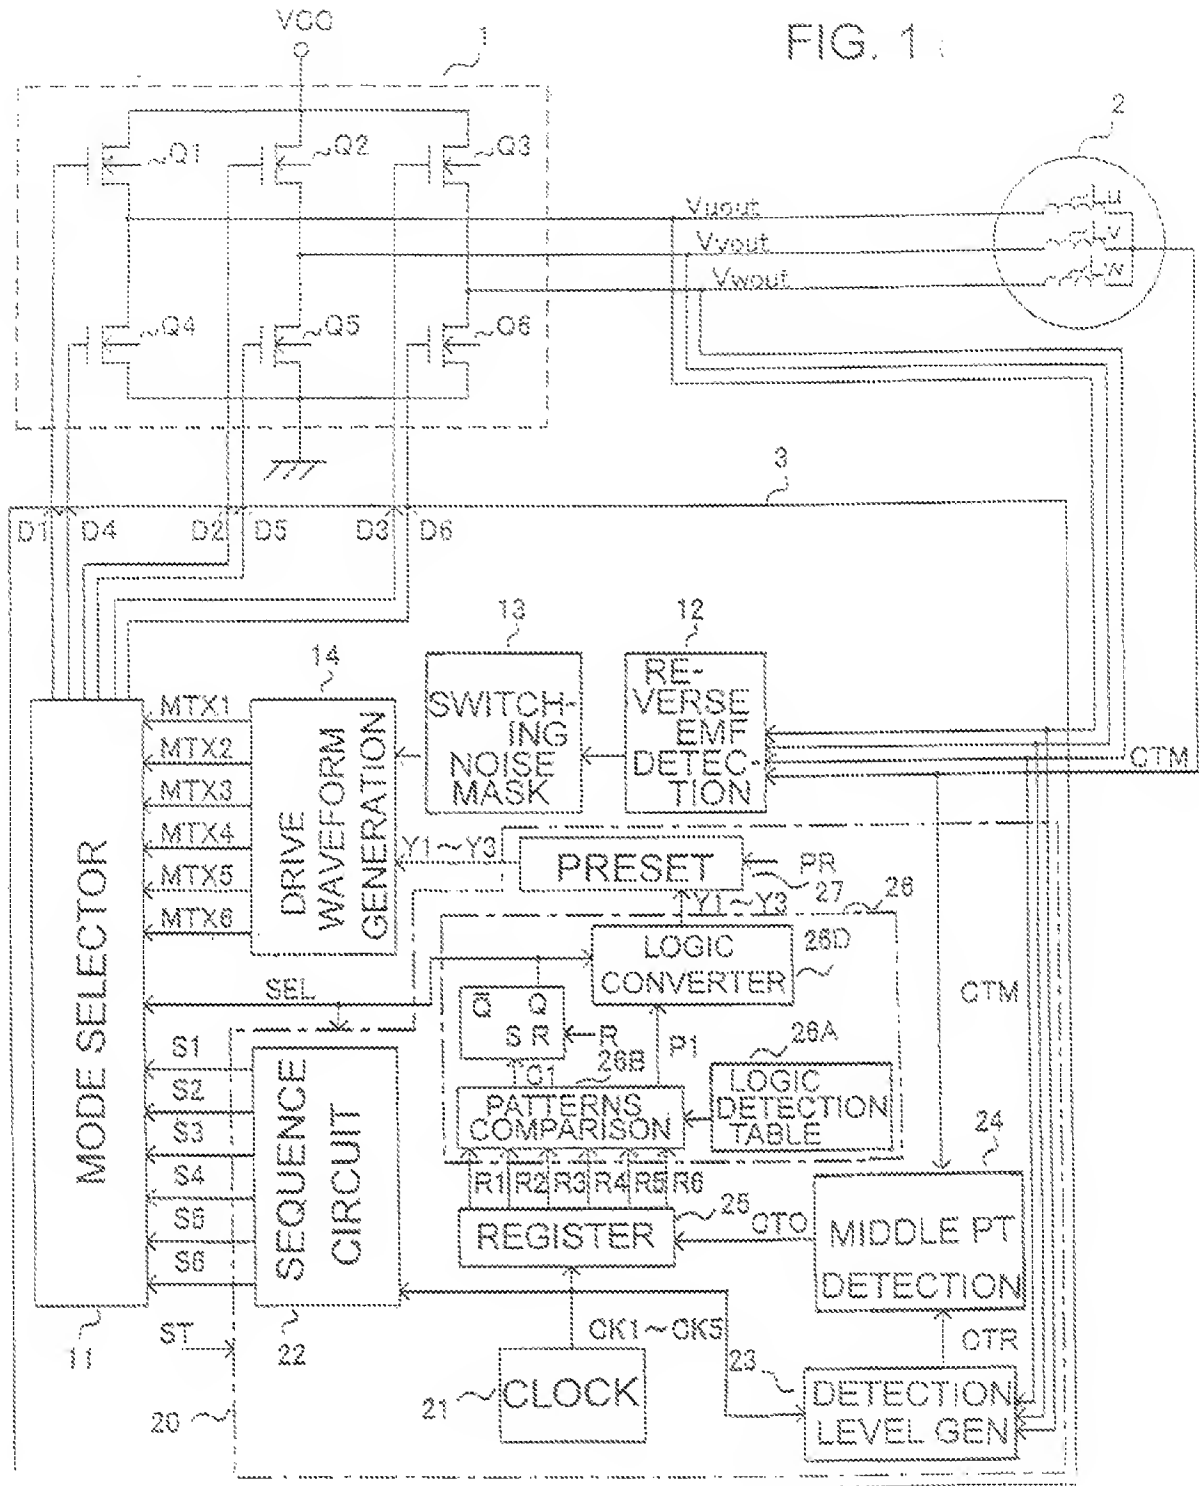 FIG. 1
VCC
1
2
Q1
Q2
Q3
Vuout
u
Vvout
v
Vwout
w
Q4
Q5
Q6
3
D1
D4
D2
D5
D3
D6
14
13
12
MTX1
MTX2
MTX3
MTX4
MTX5
MTX6
DRIVE
WAVEFORM
GENERATION
SWITCH-
ING
NOISE
MASK
RE-
VERSE
EMF
DETEC-
TION
CTM
Y1~Y3
PRESET
PR
27
26
Y1~Y3
MODE SELECTOR
LOGIC
CONVERTER
26D
SEL
Q̅ Q
S R
R
CTM
C1
26B
P1
26A
S1
S2
S3
S4
S5
S6
SEQUENCE
CIRCUIT
PATTERNS
COMPARISON
LOGIC
DETECTION
TABLE
24
R1
R2
R3
R4
R5
R6
REGISTER
25
CTO
MIDDLE PT
DETECTION
11
ST
22
CK1~CK5
CTR
23
20
21
CLOCK
DETECTION
LEVEL GEN